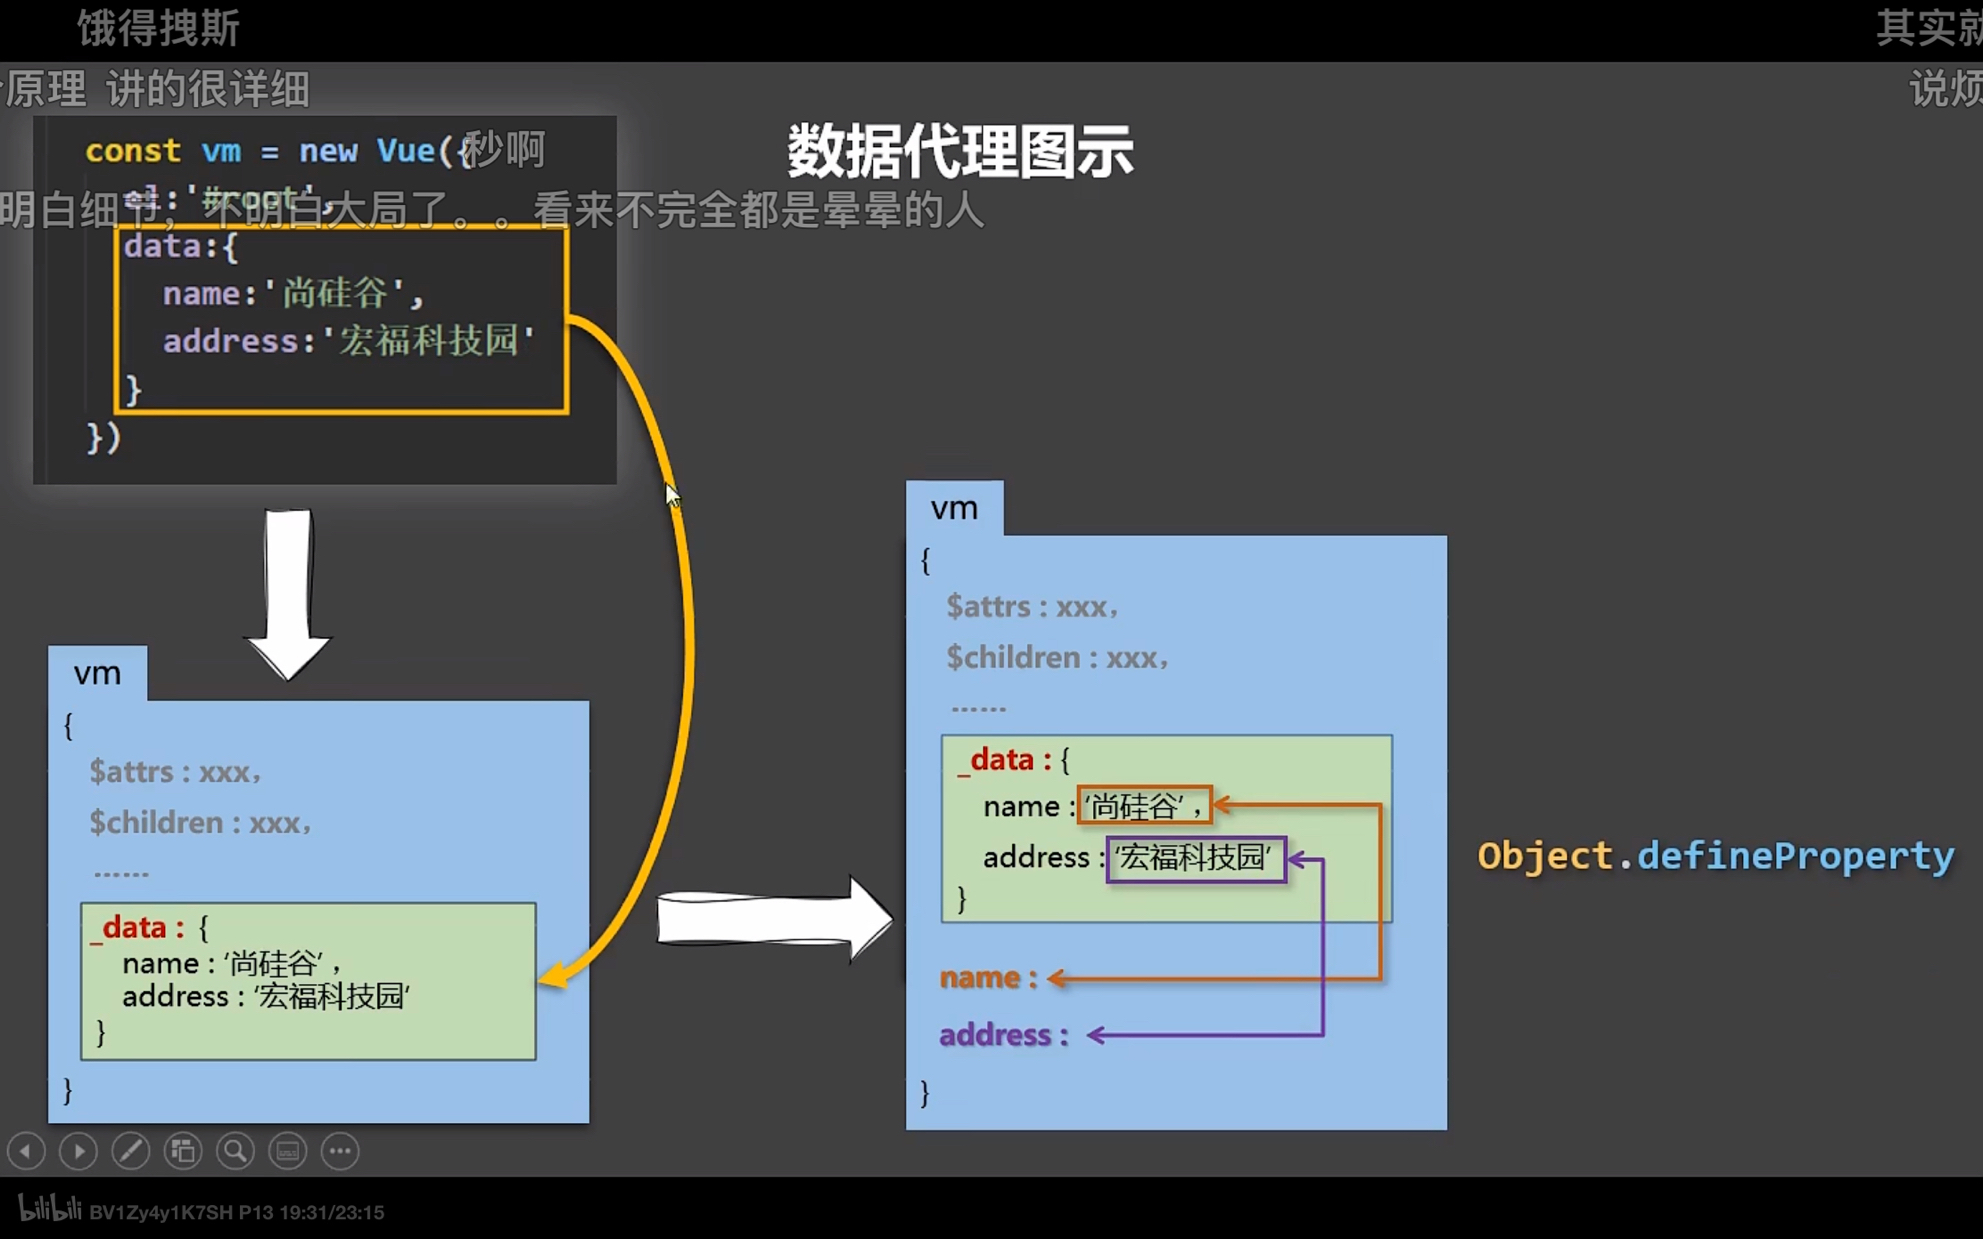 饿得拽斯
其实就
原理 讲的很详细
说烦
秒啊
明白细节，不明白大局了。。看来不完全都是晕晕的人
数据代理图示
const vm = new Vue({
el:'#root',
data:{
name:'尚硅谷',
address:'宏福科技园'
}
})
vm
{
$attrs : xxx，
$children : xxx，
……
_data : {
name : ‘尚硅谷’，
address : ‘宏福科技园’
}
}
vm
{
$attrs : xxx，
$children : xxx，
……
_data : {
name : ‘尚硅谷’，
address : ‘宏福科技园’
}
name :
address :
}
Object.defineProperty
bilibili BV1Zy4y1K7SH P13 19:31/23:15